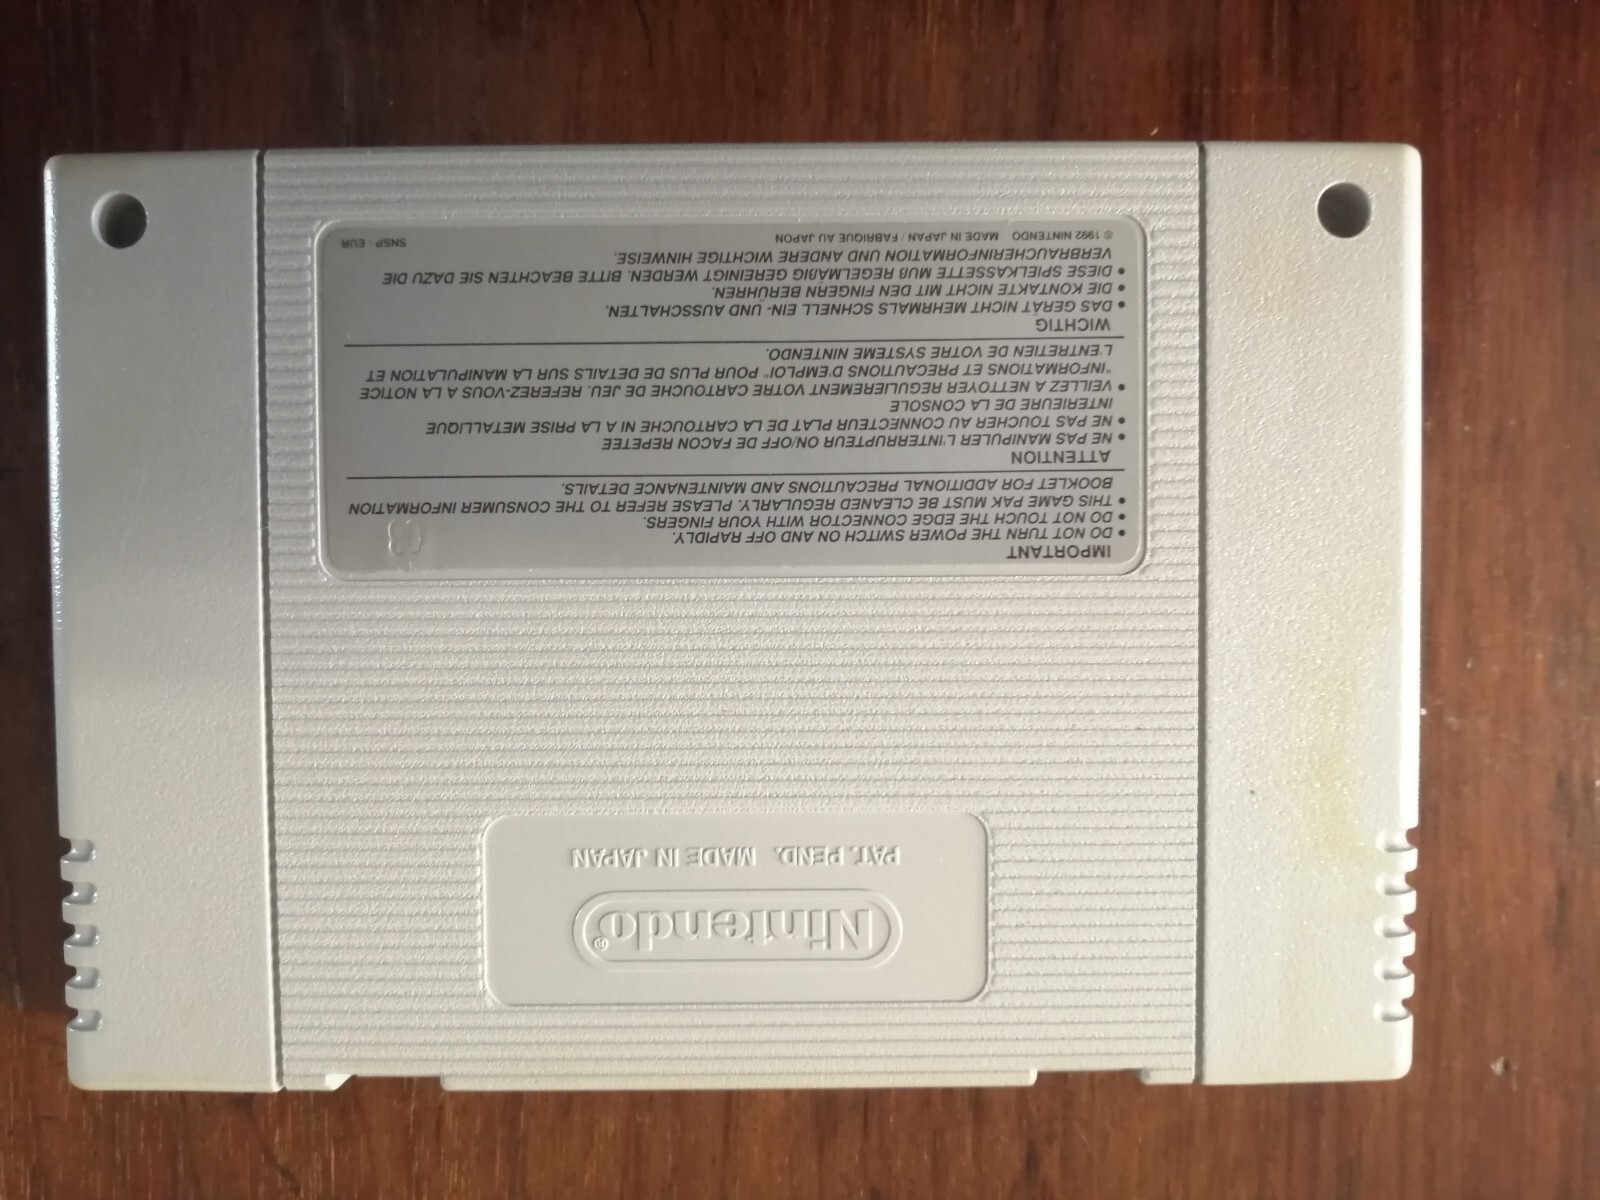 IMPORTANT
• DO NOT TURN THE POWER SWITCH ON AND OFF RAPIDLY.
• DO NOT TOUCH THE EDGE CONNECTOR WITH YOUR FINGERS.
• THIS GAME PAK MUST BE CLEANED REGULARLY. PLEASE REFER TO THE CONSUMER INFORMATION
BOOKLET FOR ADDITIONAL PRECAUTIONS AND MAINTENANCE DETAILS.
ATTENTION
• NE PAS MANIPULER L'INTERRUPTEUR ON/OFF DE FACON REPETEE
• NE PAS TOUCHER AU CONNECTEUR PLAT DE LA CARTOUCHE NI A LA PRISE METALLIQUE
INTERIEURE DE LA CONSOLE
• VEILLEZ A NETTOYER REGULIEREMENT VOTRE CARTOUCHE DE JEU. REFEREZ-VOUS A LA NOTICE
"INFORMATIONS ET PRECAUTIONS D'EMPLOI" POUR PLUS DE DETAILS SUR LA MANIPULATION ET
L'ENTRETIEN DE VOTRE SYSTEME NINTENDO.
WICHTIG
• DAS GERÄT NICHT MEHRMALS SCHNELL EIN- UND AUSSCHALTEN.
• DIE KONTAKTE NICHT MIT DEN FINGERN BERÜHREN.
• DIESE SPIELKASSETTE MUß REGELMÄßIG GEREINIGT WERDEN. BITTE BEACHTEN SIE DAZU DIE
VERBRAUCHERINFORMATION UND ANDERE WICHTIGE HINWEISE.
© 1992 NINTENDO MADE IN JAPAN / FABRIQUE AU JAPON SNSP - EUR
Nintendo®
PAT. PEND. MADE IN JAPAN